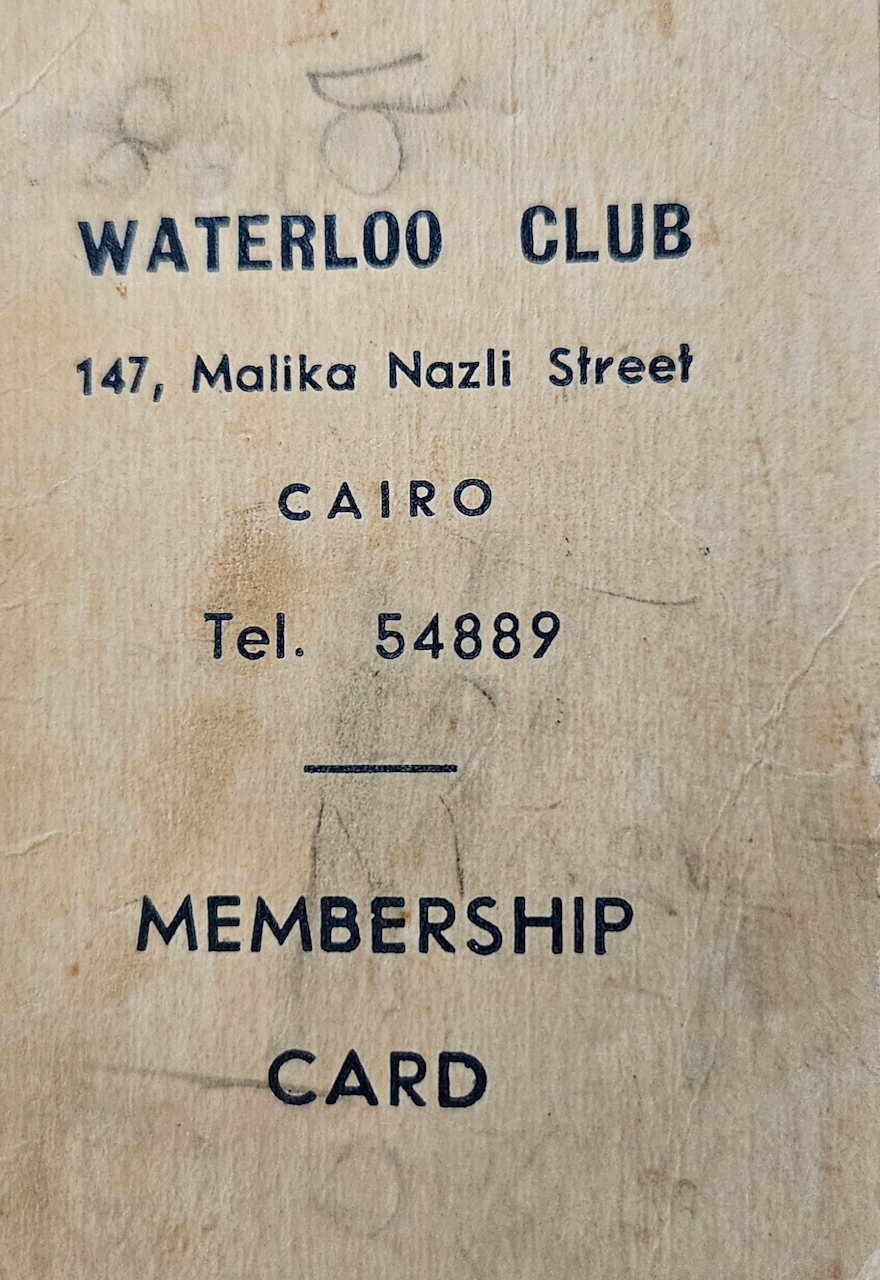 WATERLOO CLUB
147, Malika Nazli Street
CAIRO
Tel. 54889
MEMBERSHIP
CARD